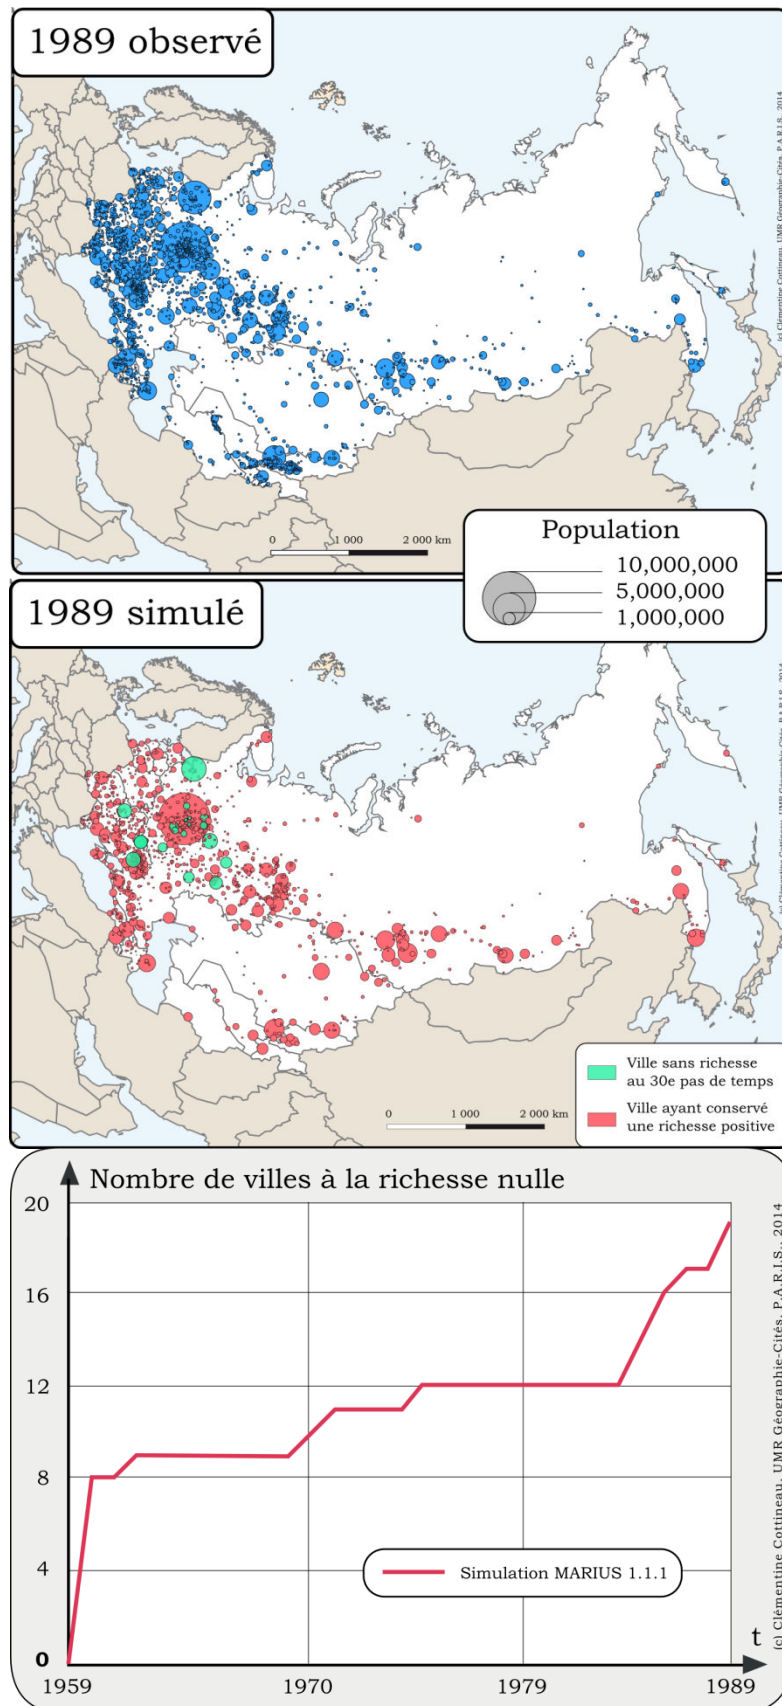 1989 observé
(c) Clémentine Cottineau, UMR Géographie-Cités, P.A.R.I.S., 2014
0 1 000 2 000 km
Population
10,000,000
5,000,000
1,000,000
1989 simulé
Ville sans richesse
au 30e pas de temps
Ville ayant conservé
une richesse positive
0 1 000 2 000 km
Nombre de villes à la richesse nulle
20
16
12
8
4
0
Simulation MARIUS 1.1.1
t
1959 1970 1979 1989
(c) Clémentine Cottineau, UMR Géographie-Cités, P.A.R.I.S., 2014